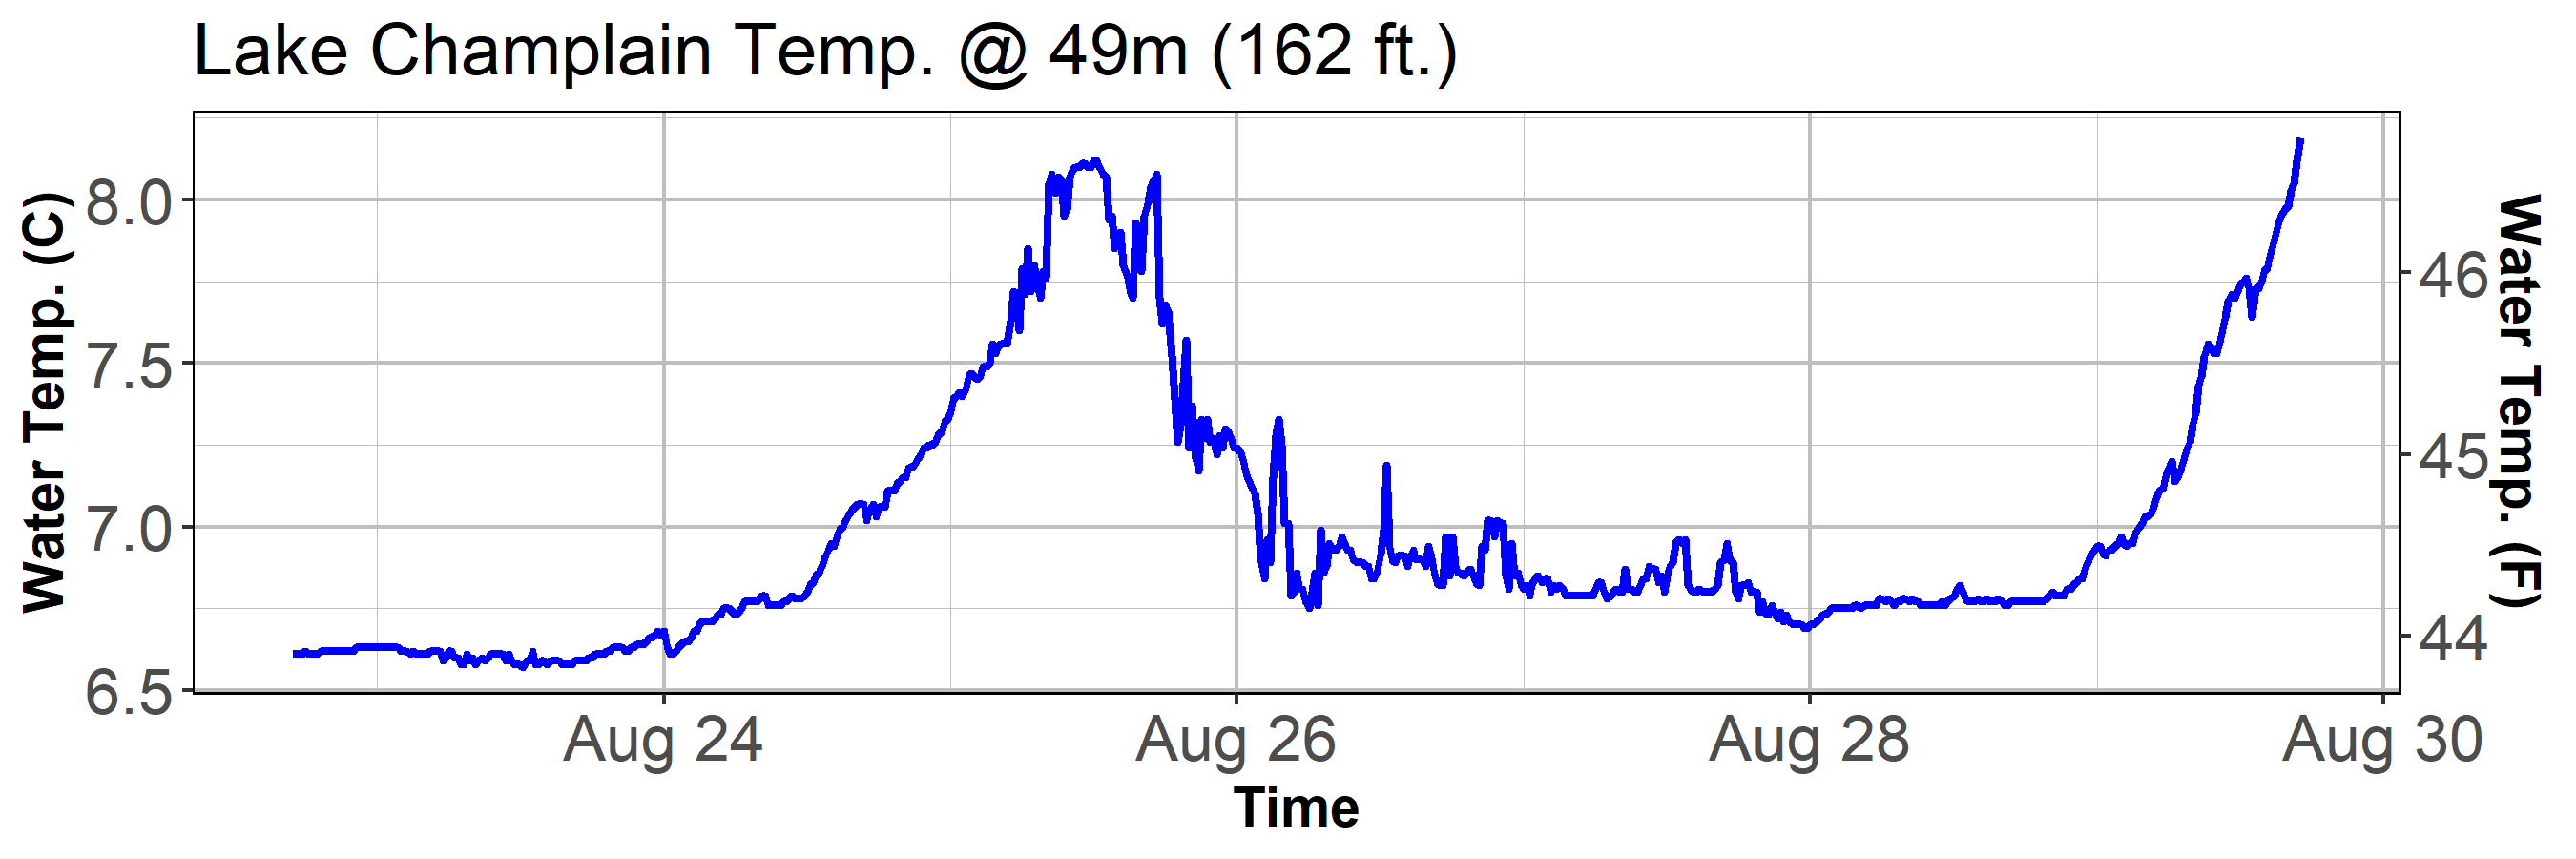 Lake Champlain Temp. @ 49m (162 ft.)
Water Temp. (C)
8.0
7.5
7.0
6.5
46
45
44
Water Temp. (F)
Aug 24
Aug 26
Aug 28
Aug 30
Time